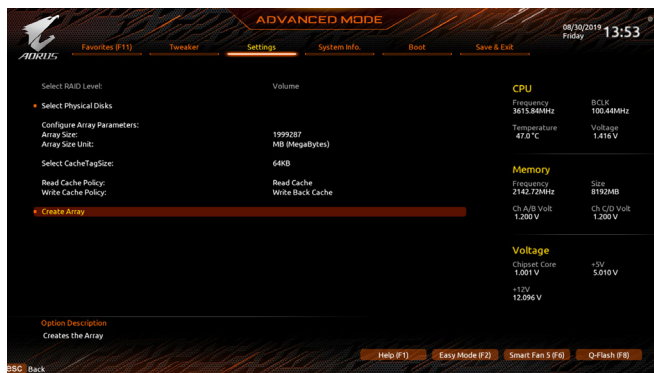 ADVANCED MODE
08/30/2019 13:53
Friday
AORUS
Favorites (F11) Tweaker Settings System Info. Boot Save & Exit
Select RAID Level: Volume
Select Physical Disks
Configure Array Parameters:
Array Size: 1999287
Array Size Unit: MB (MegaBytes)
Select CacheTagSize: 64KB
Read Cache Policy: Read Cache
Write Cache Policy: Write Back Cache
Create Array
CPU
Frequency BCLK
3615.84MHz 100.44MHz
Temperature Voltage
47.0 °C 1.416 V
Memory
Frequency Size
2142.72MHz 8192MB
Ch A/B Volt Ch C/D Volt
1.200 V 1.200 V
Voltage
Chipset Core +5V
1.001 V 5.010 V
+12V
12.096 V
Option Description
Creates the Array
Help (F1) Easy Mode (F2) Smart Fan 5 (F6) Q-Flash (F8)
ESC Back